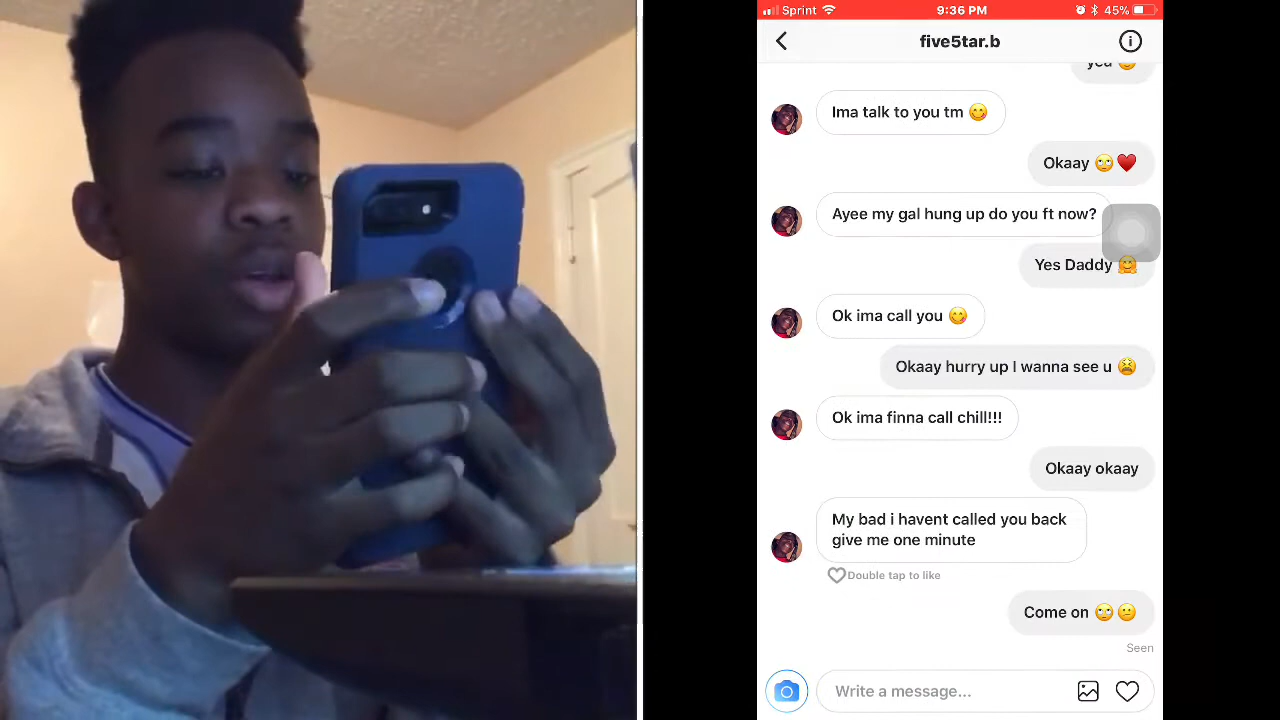 Sprint 9:36 PM 45%
five5tar.b
yea 😊
Ima talk to you tm 😋
Okaay 🙄❤️
Ayee my gal hung up do you ft now?
Yes Daddy 🤗
Ok ima call you 😋
Okaay hurry up I wanna see u 😫
Ok ima finna call chill!!!
Okaay okaay
My bad i havent called you back
give me one minute
Double tap to like
Come on 🙄😕
Seen
Write a message...